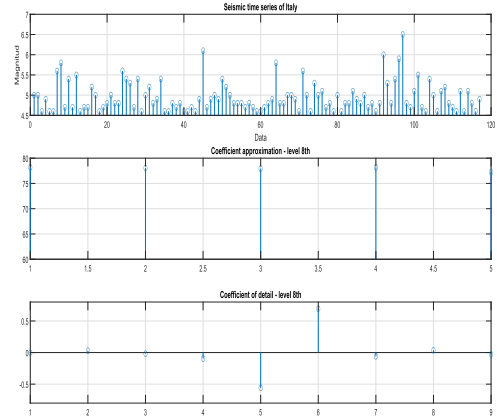 Seismic time series of Italy
7
6.5
6
5.5
5
4.5
Magnitud
0 20 40 60 80 100 120
Data
Coefficient approximation - level 8th
80
75
70
65
60
1 1.5 2 2.5 3 3.5 4 4.5 5
Coefficient of detail - level 8th
0.5
0
-0.5
1 2 3 4 5 6 7 8 9